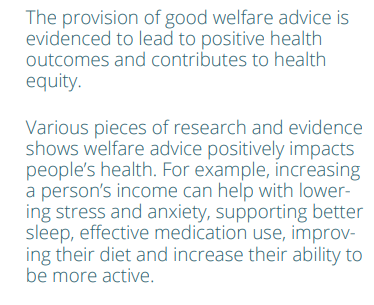 The provision of good welfare advice is
evidenced to lead to positive health
outcomes and contributes to health
equity.
Various pieces of research and evidence
shows welfare advice positively impacts
people's health. For example, increasing
a person's income can help with lower-
ing stress and anxiety, supporting better
sleep, effective medication use, improv-
ing their diet and increase their ability to
be more active.